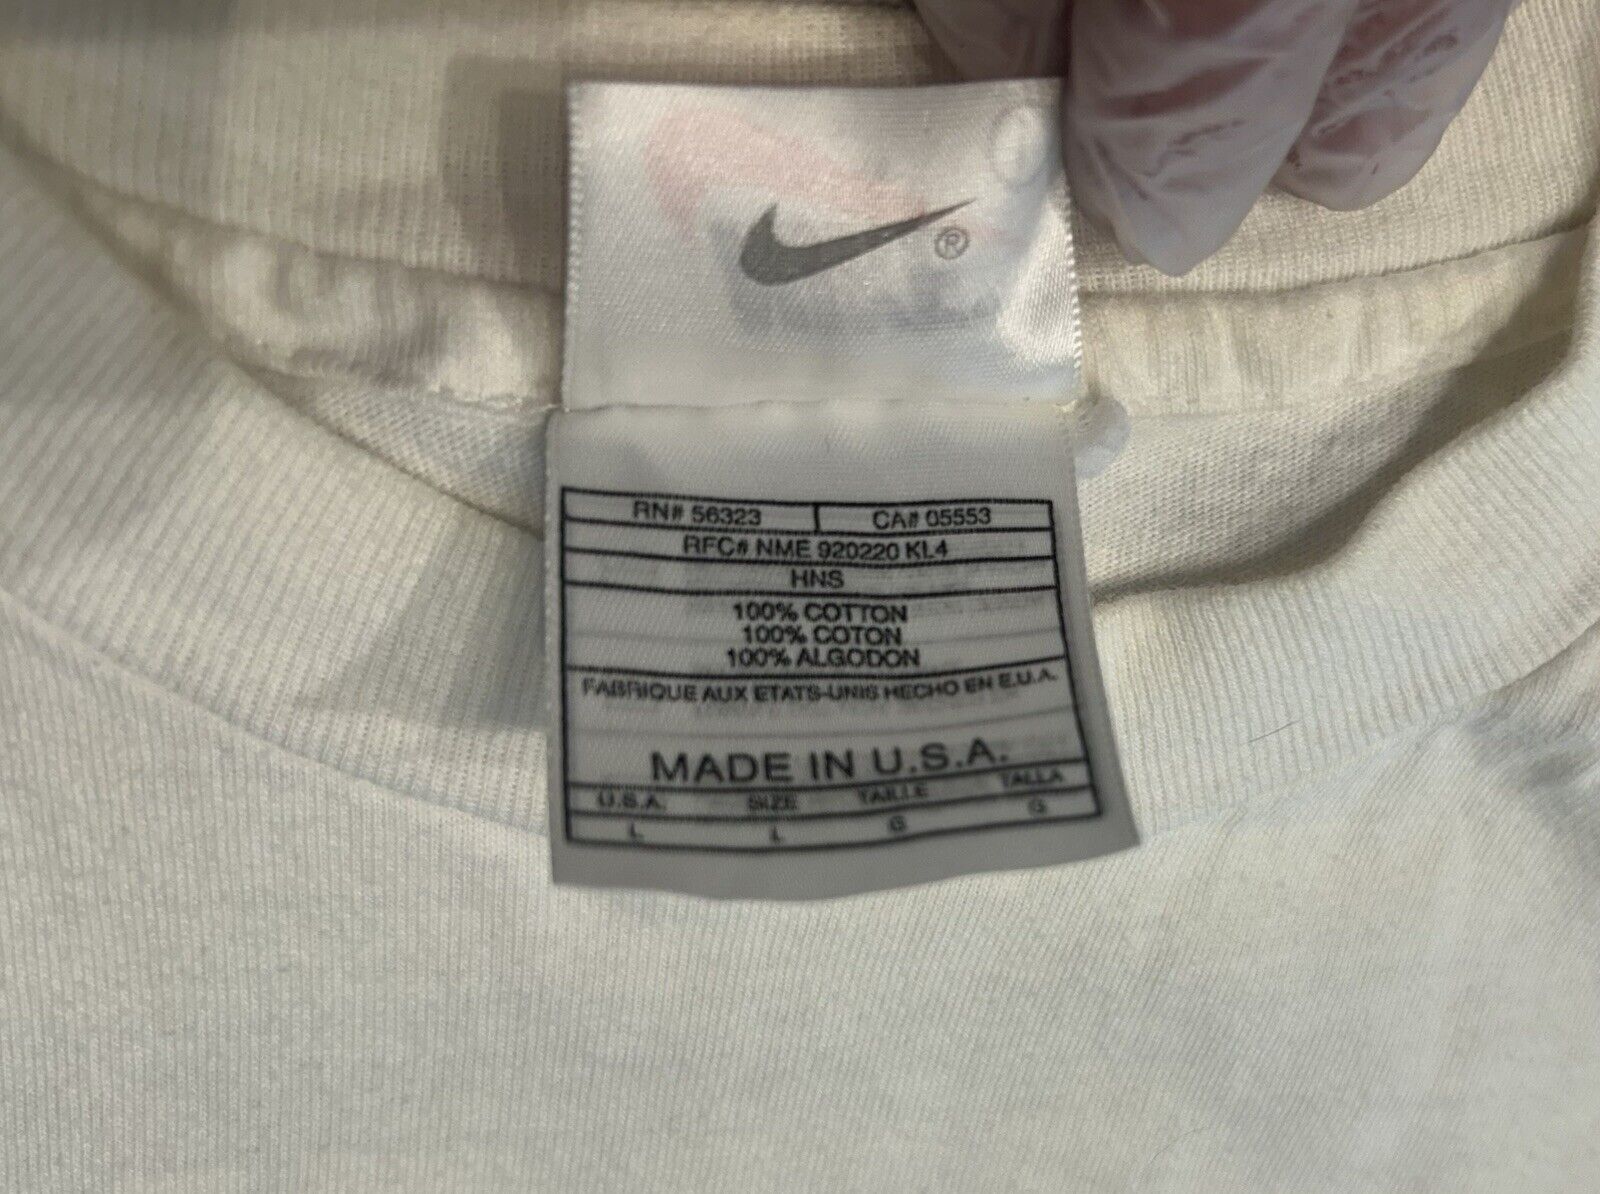 ®
RN# 56323 CA# 05553
RFC# NME 920220 KL4
HNS
100% COTTON
100% COTON
100% ALGODON
FABRIQUE AUX ETATS-UNIS HECHO EN E.U.A.
MADE IN U.S.A.
U.S.A. SIZE TAILLE TALLA
L L G G